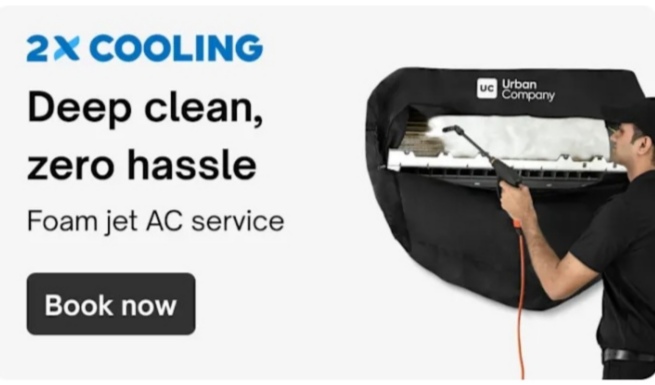 2X COOLING
Deep clean,
zero hassle
Foam jet AC service
Book now
UC
Urban
Company